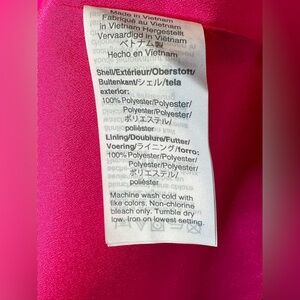 Made in Vietnam
Fabriqué au Vietnam
in Vietnam Hergestellt
Vervaardigd in Vietnam
ベトナム製
Hecho en Vietnam
Shell/Extérieur/Oberstoff/
Buitenkant/シェル/tela
exterior:
100% Polyester/Polyester/
Polyester/Polyester/
ポリエステル/
poliéster
Lining/Doublure/Futter/
Voering/ライニング/forro:
100% Polyester/Polyester/
Polyester/Polyester/
ポリエステル/
poliéster
Machine wash cold with
like colors. Non-chlorine
bleach only. Tumble dry
low. Iron on lowest setting.